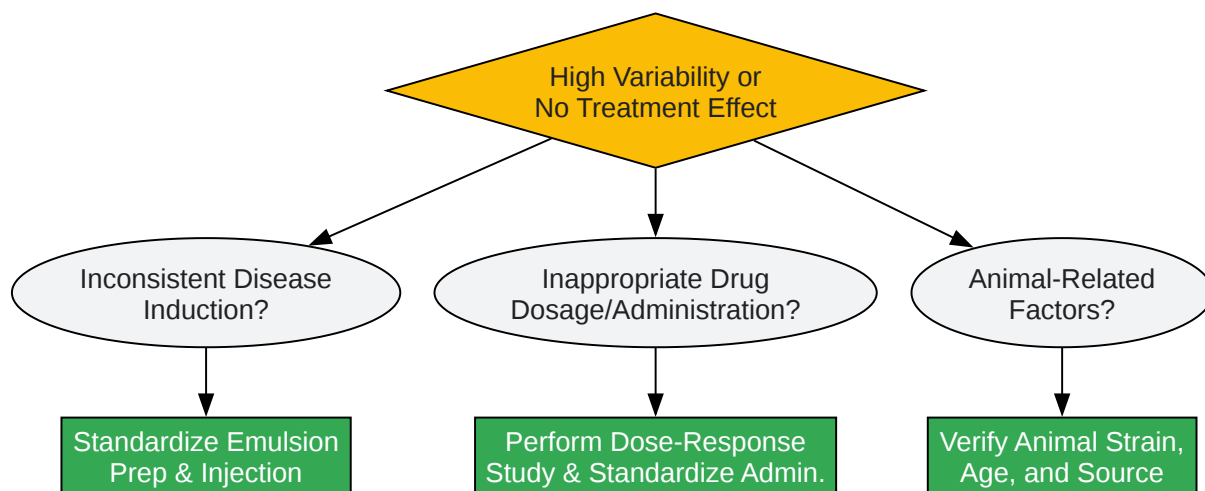 High Variability or
No Treatment Effect
Inconsistent Disease
Induction?
Inappropriate Drug
Dosage/Administration?
Animal-Related
Factors?
Standardize Emulsion
Prep & Injection
Perform Dose-Response
Study & Standardize Admin.
Verify Animal Strain,
Age, and Source